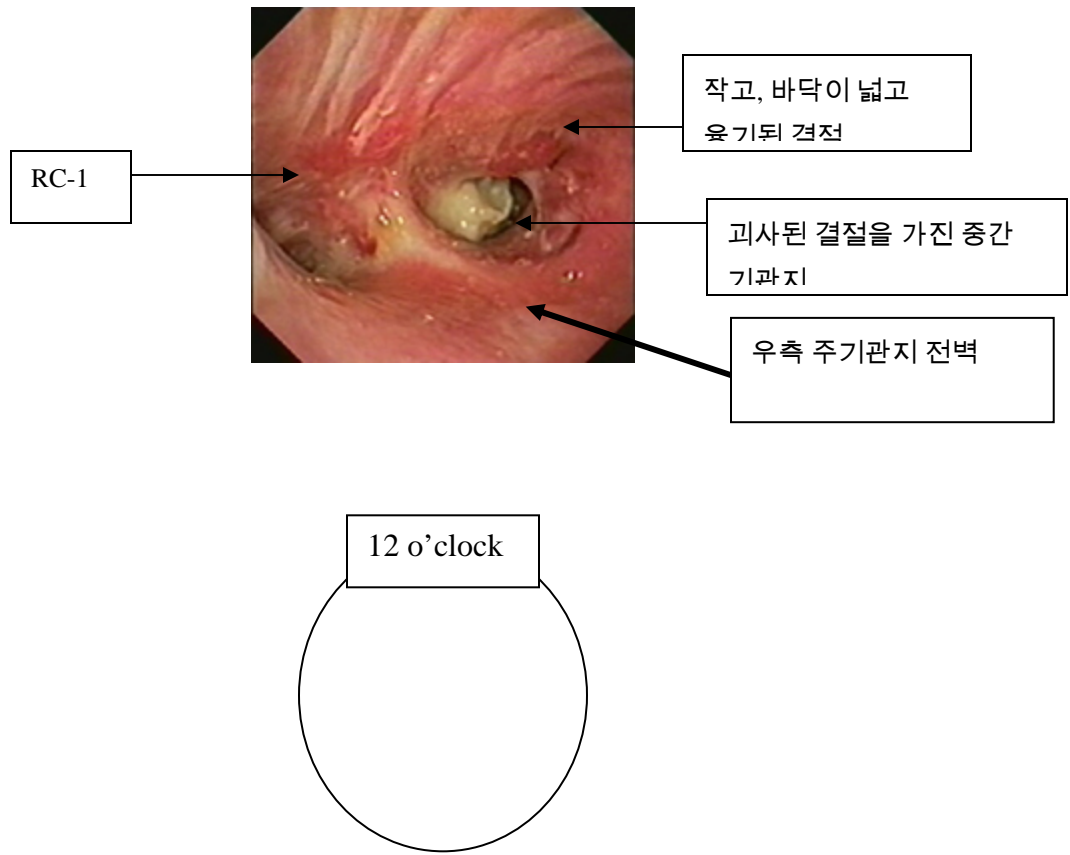 작고, 바닥이 넓고
융기된 결절
RC-1
괴사된 결절을 가진 중간
기관지
우측 주기관지 전벽
12 o’clock